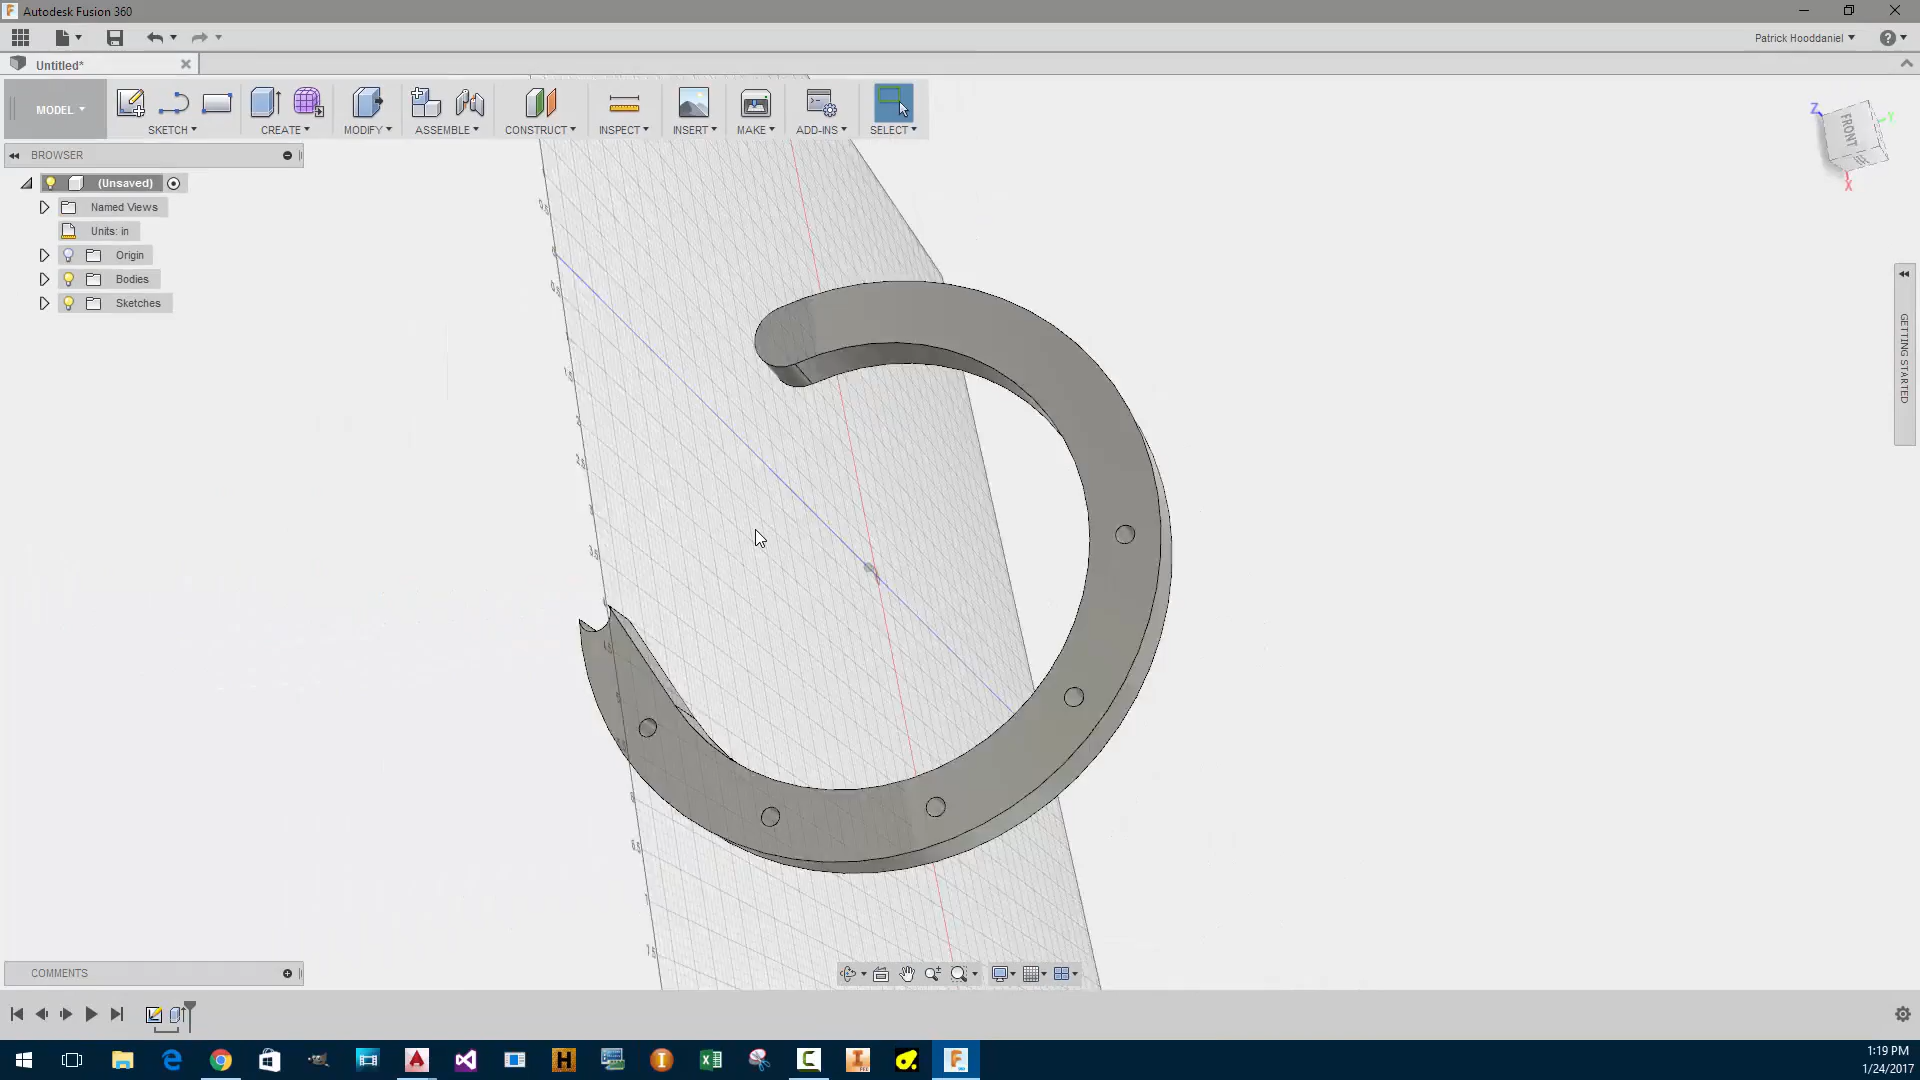 Autodesk Fusion 360
Patrick Hooddaniel
Untitled*
MODEL
SKETCH
CREATE
MODIFY
ASSEMBLE
CONSTRUCT
INSPECT
INSERT
MAKE
ADD-INS
SELECT
BROWSER
(Unsaved)
Named Views
Units: in
Origin
Bodies
Sketches
Z
Y
X
FRONT
GETTING STARTED
COMMENTS
1:19 PM
1/24/2017